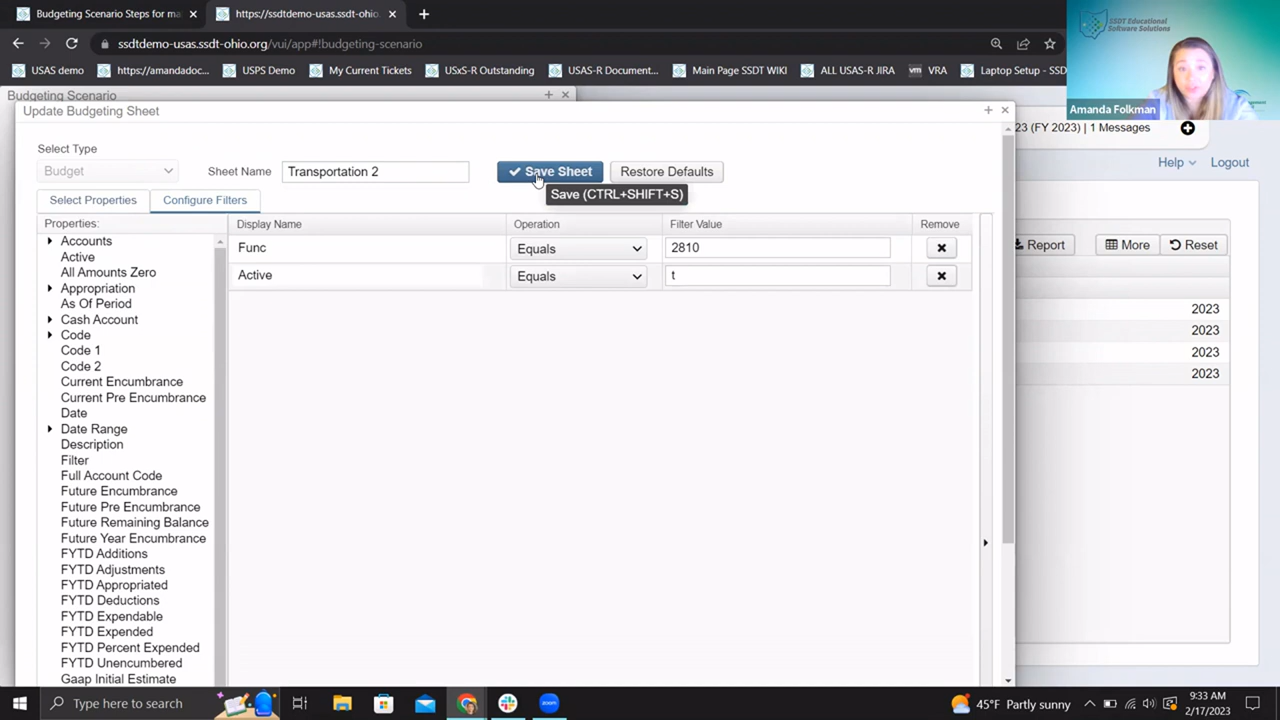 Budgeting Scenario Steps for ma
https://ssdtdemo-usas.ssdt-ohio.
ssdtdemo-usas.ssdt-ohio.org/vui/app#!budgeting-scenario
USAS demo
https://amandadoc...
USPS Demo
My Current Tickets
USxS-R Outstanding
USAS-R Document...
Main Page SSDT WIKI
ALL USAS-R JIRA
vm VRA
Laptop Setup - SSD
SSDT Educational
Software Solutions
Amanda Folkman
Budgeting Scenario
Update Budgeting Sheet
23 (FY 2023) | 1 Messages
Help
Logout
Select Type
Budget
Sheet Name
Transportation 2
Save Sheet
Restore Defaults
Save (CTRL+SHIFT+S)
Select Properties
Configure Filters
Properties:
Display Name
Operation
Filter Value
Remove
Func
Equals
2810
Active
Equals
t
Accounts
Active
All Amounts Zero
Appropriation
As Of Period
Cash Account
Code
Code 1
Code 2
Current Encumbrance
Current Pre Encumbrance
Date
Date Range
Description
Filter
Full Account Code
Future Encumbrance
Future Pre Encumbrance
Future Remaining Balance
Future Year Encumbrance
FYTD Additions
FYTD Adjustments
FYTD Appropriated
FYTD Deductions
FYTD Expendable
FYTD Expended
FYTD Percent Expended
FYTD Unencumbered
Gaap Initial Estimate
Report
More
Reset
2023
2023
2023
2023
Type here to search
45°F Partly sunny
9:33 AM
2/17/2023